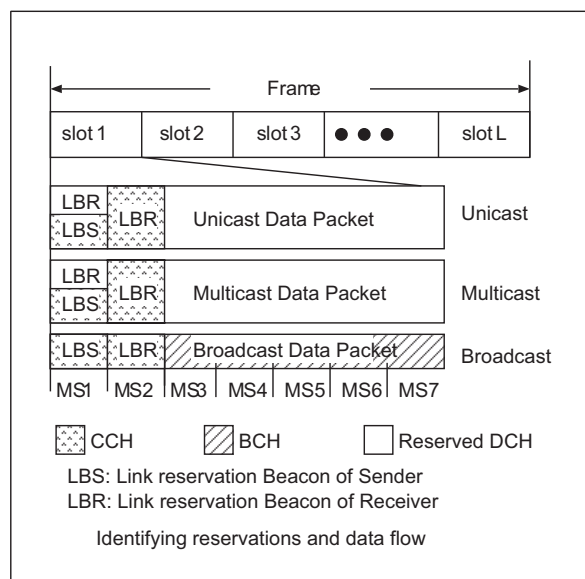 Frame
slot 1 slot 2 slot 3 ●●● slot L
LBR
LBS
LBR
Unicast Data Packet
Unicast
LBR
LBS
LBR
Multicast Data Packet
Multicast
LBS LBR Broadcast Data Packet
Broadcast
MS1 MS2 MS3 MS4 MS5 MS6 MS7
CCH BCH Reserved DCH
LBS: Link reservation Beacon of Sender
LBR: Link reservation Beacon of Receiver
Identifying reservations and data flow